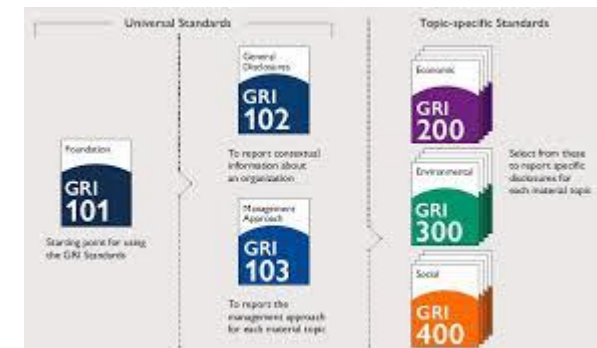 Universal Standards
Topic-specific Standards
Foundation
GRI
101
Starting point for using
the GRI Standards
General
Disclosures
GRI
102
To report contextual
information about
an organization
Management
Approach
GRI
103
To report the
management approach
for each material topic
Economic
GRI
200
Environmental
GRI
300
Social
GRI
400
Select from these
to report specific
disclosures for
each material topic